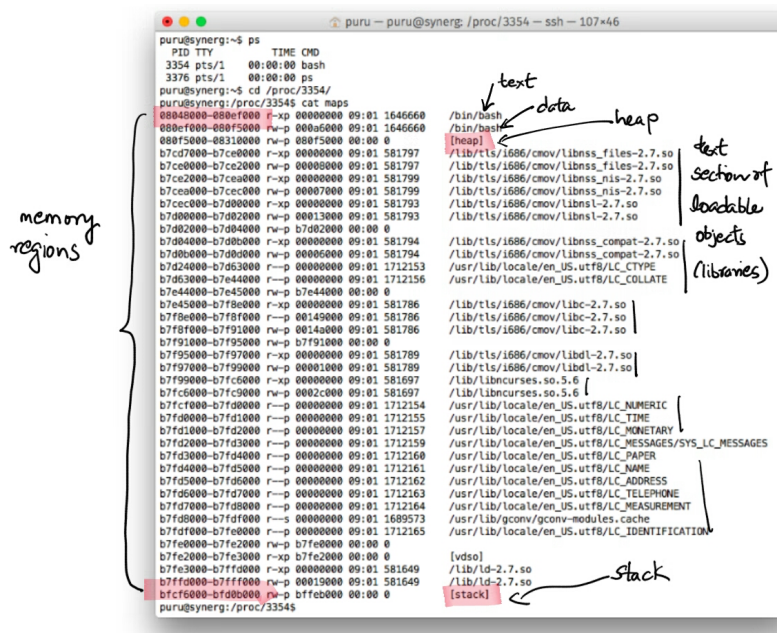 puru — puru@synerg: /proc/3354 — ssh — 107×46
puru@synerg:~$ ps
PID TTY TIME CMD
3354 pts/1 00:00:00 bash
3376 pts/1 00:00:00 ps
puru@synerg:~$ cd /proc/3354/
puru@synerg:/proc/3354$ cat maps
08048000-080ef000 r-xp 00000000 09:01 1646660 /bin/bash
080ef000-080f5000 rw-p 000a6000 09:01 1646660 /bin/bash
080f5000-08310000 rw-p 080f5000 00:00 0 [heap]
b7cd7000-b7ce0000 r-xp 00000000 09:01 581797 /lib/tls/i686/cmov/libnss_files-2.7.so
b7ce0000-b7ce2000 rw-p 00008000 09:01 581797 /lib/tls/i686/cmov/libnss_files-2.7.so
b7ce2000-b7cea000 r-xp 00000000 09:01 581799 /lib/tls/i686/cmov/libnss_nis-2.7.so
b7cea000-b7cec000 rw-p 00007000 09:01 581799 /lib/tls/i686/cmov/libnss_nis-2.7.so
b7cec000-b7d00000 r-xp 00000000 09:01 581793 /lib/tls/i686/cmov/libnsl-2.7.so
b7d00000-b7d02000 rw-p 00013000 09:01 581793 /lib/tls/i686/cmov/libnsl-2.7.so
b7d02000-b7d04000 rw-p b7d02000 00:00 0
b7d04000-b7d0b000 r-xp 00000000 09:01 581794 /lib/tls/i686/cmov/libnss_compat-2.7.so
b7d0b000-b7d0d000 rw-p 00006000 09:01 581794 /lib/tls/i686/cmov/libnss_compat-2.7.so
b7d24000-b7d63000 r--p 00000000 09:01 1712153 /usr/lib/locale/en_US.utf8/LC_CTYPE
b7d63000-b7e44000 r--p 00000000 09:01 1712156 /usr/lib/locale/en_US.utf8/LC_COLLATE
b7e44000-b7e45000 rw-p b7e44000 00:00 0
b7e45000-b7f8e000 r-xp 00000000 09:01 581786 /lib/tls/i686/cmov/libc-2.7.so
b7f8e000-b7f8f000 r--p 00149000 09:01 581786 /lib/tls/i686/cmov/libc-2.7.so
b7f8f000-b7f91000 rw-p 0014a000 09:01 581786 /lib/tls/i686/cmov/libc-2.7.so
b7f91000-b7f95000 rw-p b7f91000 00:00 0
b7f95000-b7f97000 r-xp 00000000 09:01 581789 /lib/tls/i686/cmov/libdl-2.7.so
b7f97000-b7f99000 rw-p 00001000 09:01 581789 /lib/tls/i686/cmov/libdl-2.7.so
b7f99000-b7fc6000 r-xp 00000000 09:01 581697 /lib/libncurses.so.5.6
b7fc6000-b7fc9000 rw-p 0002c000 09:01 581697 /lib/libncurses.so.5.6
b7fcf000-b7fd0000 r--p 00000000 09:01 1712154 /usr/lib/locale/en_US.utf8/LC_NUMERIC
b7fd0000-b7fd1000 r--p 00000000 09:01 1712155 /usr/lib/locale/en_US.utf8/LC_TIME
b7fd1000-b7fd2000 r--p 00000000 09:01 1712157 /usr/lib/locale/en_US.utf8/LC_MONETARY
b7fd2000-b7fd3000 r--p 00000000 09:01 1712159 /usr/lib/locale/en_US.utf8/LC_MESSAGES/SYS_LC_MESSAGES
b7fd3000-b7fd4000 r--p 00000000 09:01 1712160 /usr/lib/locale/en_US.utf8/LC_PAPER
b7fd4000-b7fd5000 r--p 00000000 09:01 1712161 /usr/lib/locale/en_US.utf8/LC_NAME
b7fd5000-b7fd6000 r--p 00000000 09:01 1712162 /usr/lib/locale/en_US.utf8/LC_ADDRESS
b7fd6000-b7fd7000 r--p 00000000 09:01 1712163 /usr/lib/locale/en_US.utf8/LC_TELEPHONE
b7fd7000-b7fd8000 r--p 00000000 09:01 1712164 /usr/lib/locale/en_US.utf8/LC_MEASUREMENT
b7fd8000-b7fdf000 r--s 00000000 09:01 1689573 /usr/lib/gconv/gconv-modules.cache
b7fdf000-b7fe0000 r--p 00000000 09:01 1712165 /usr/lib/locale/en_US.utf8/LC_IDENTIFICATION
b7fe0000-b7fe2000 rw-p b7fe0000 00:00 0
b7fe2000-b7fe3000 r-xp b7fe2000 00:00 0 [vdso]
b7fe3000-b7ffd000 r-xp 00000000 09:01 581649 /lib/ld-2.7.so
b7ffd000-b7fff000 rw-p 00019000 09:01 581649 /lib/ld-2.7.so
bfcf6000-bfd0b000 rw-p bffeb000 00:00 0 [stack]
puru@synerg:/proc/3354$
memory
regions
text
data
heap
text
section of
loadable
objects
(libraries)
stack